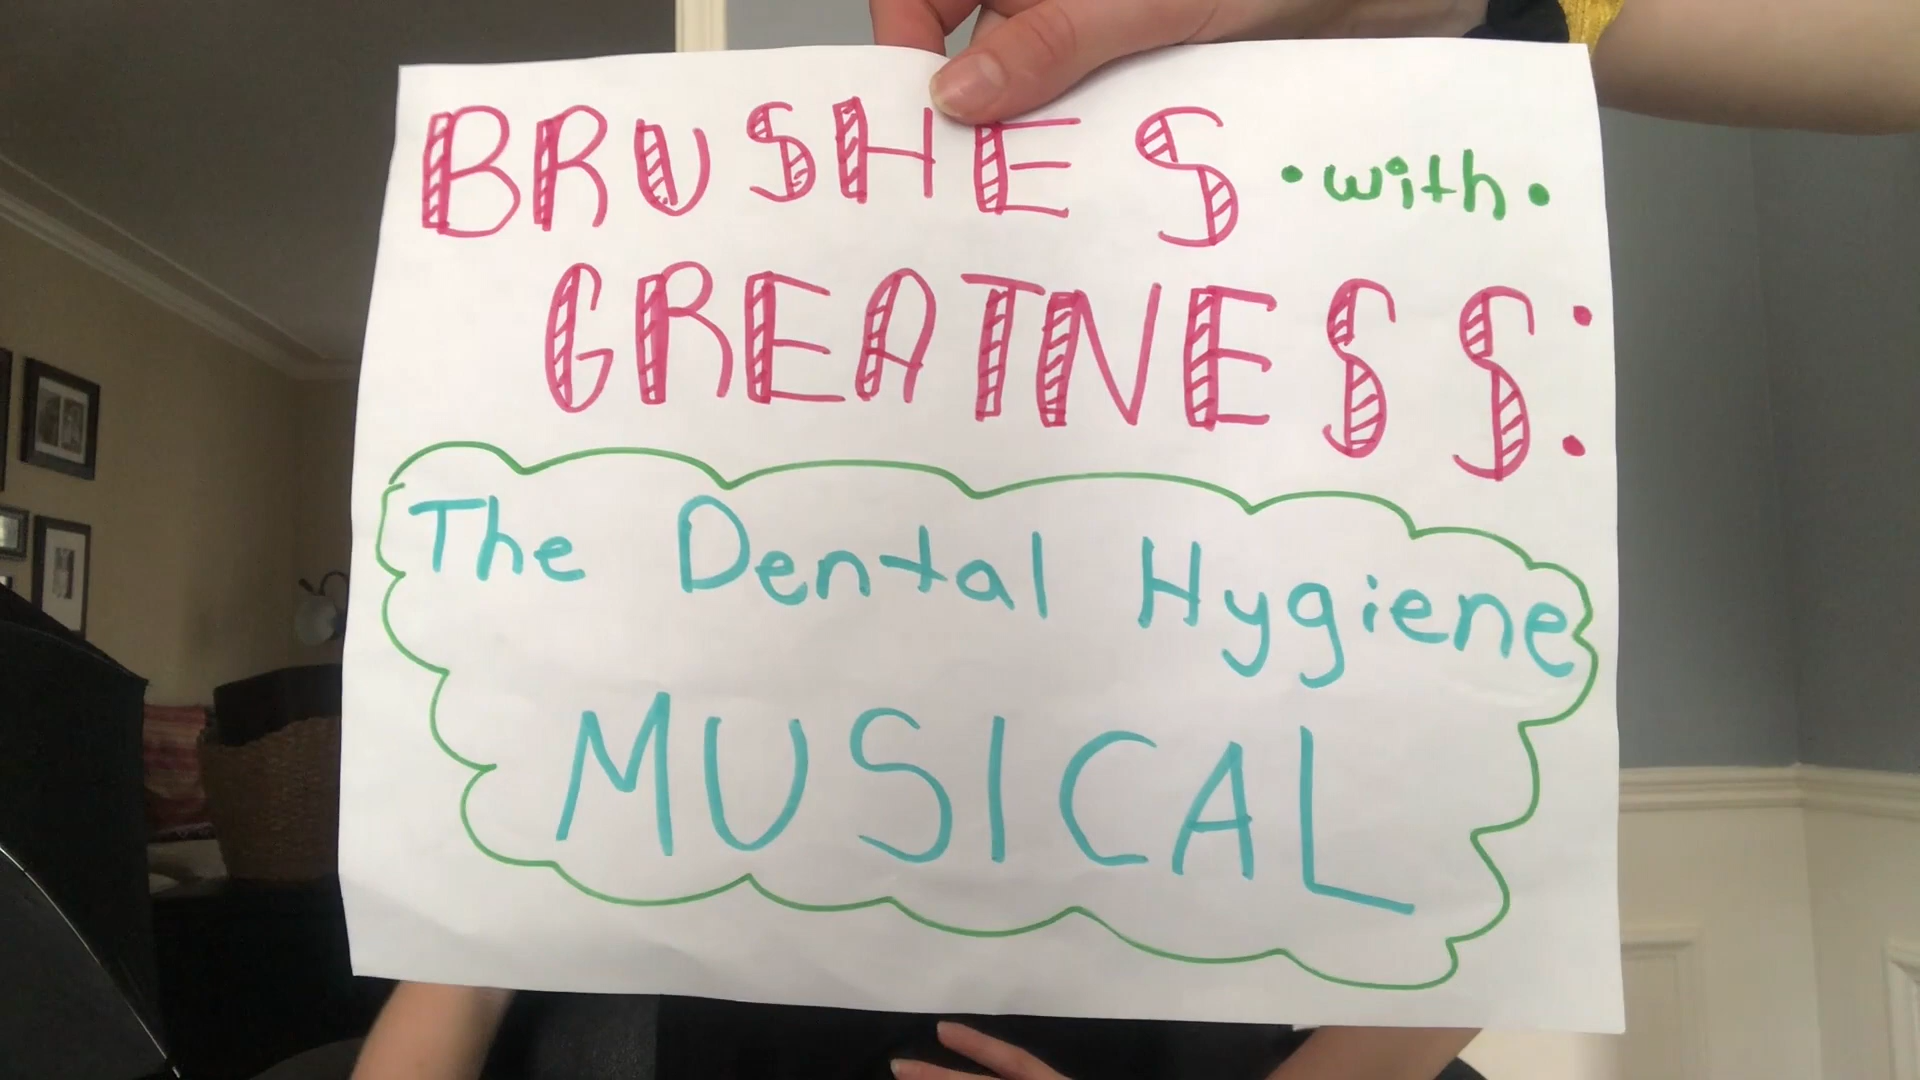 BRUSHES • with •
GREATNESS:
The Dental Hygiene
MUSICAL